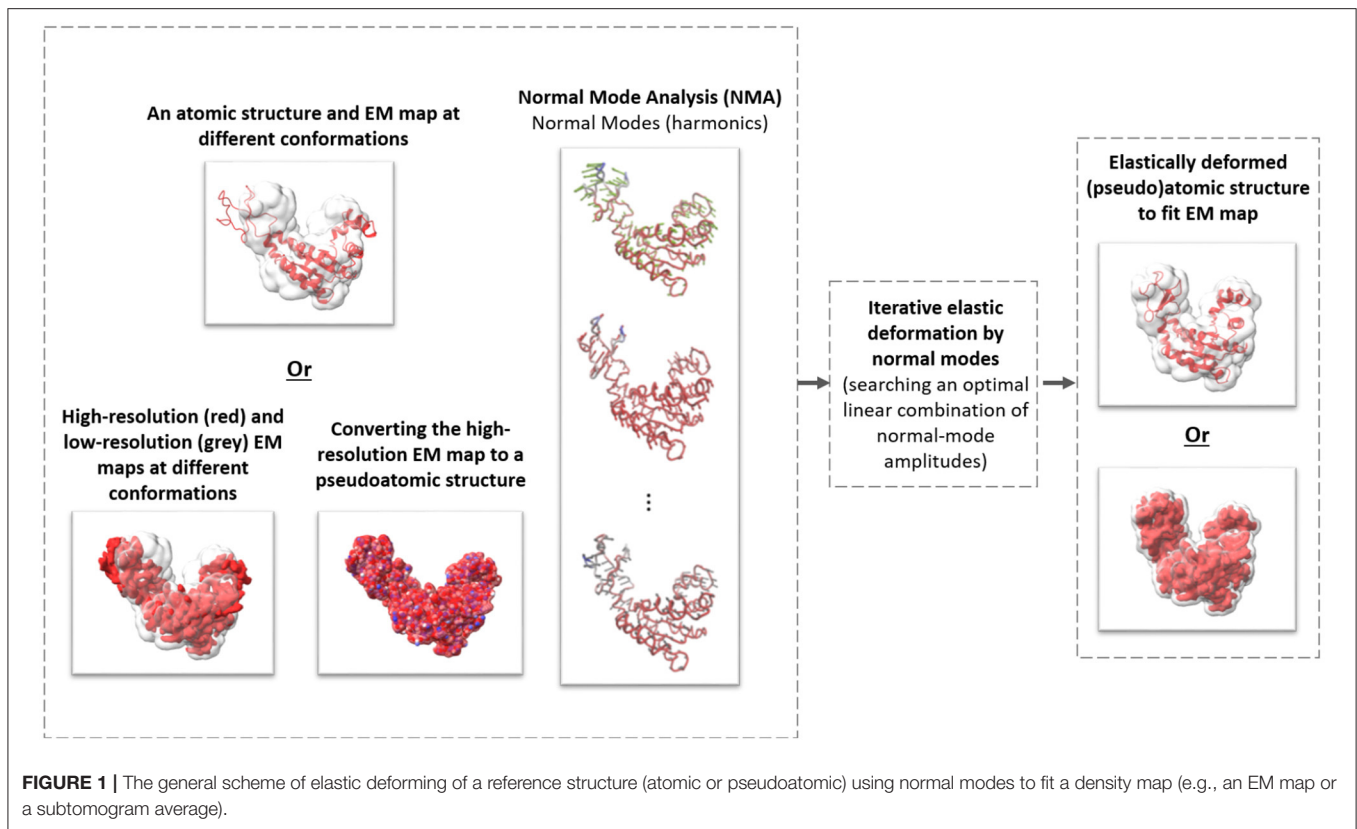 An atomic structure and EM map at
different conformations
Or
High-resolution (red) and
low-resolution (grey) EM
maps at different
conformations
Converting the high-
resolution EM map to a
pseudoatomic structure
Normal Mode Analysis (NMA)
Normal Modes (harmonics)
⋮
Iterative elastic
deformation by
normal modes
(searching an optimal
linear combination of
normal-mode
amplitudes)
Elastically deformed
(pseudo)atomic structure
to fit EM map
Or
FIGURE 1 | The general scheme of elastic deforming of a reference structure (atomic or pseudoatomic) using normal modes to fit a density map (e.g., an EM map or
a subtomogram average).